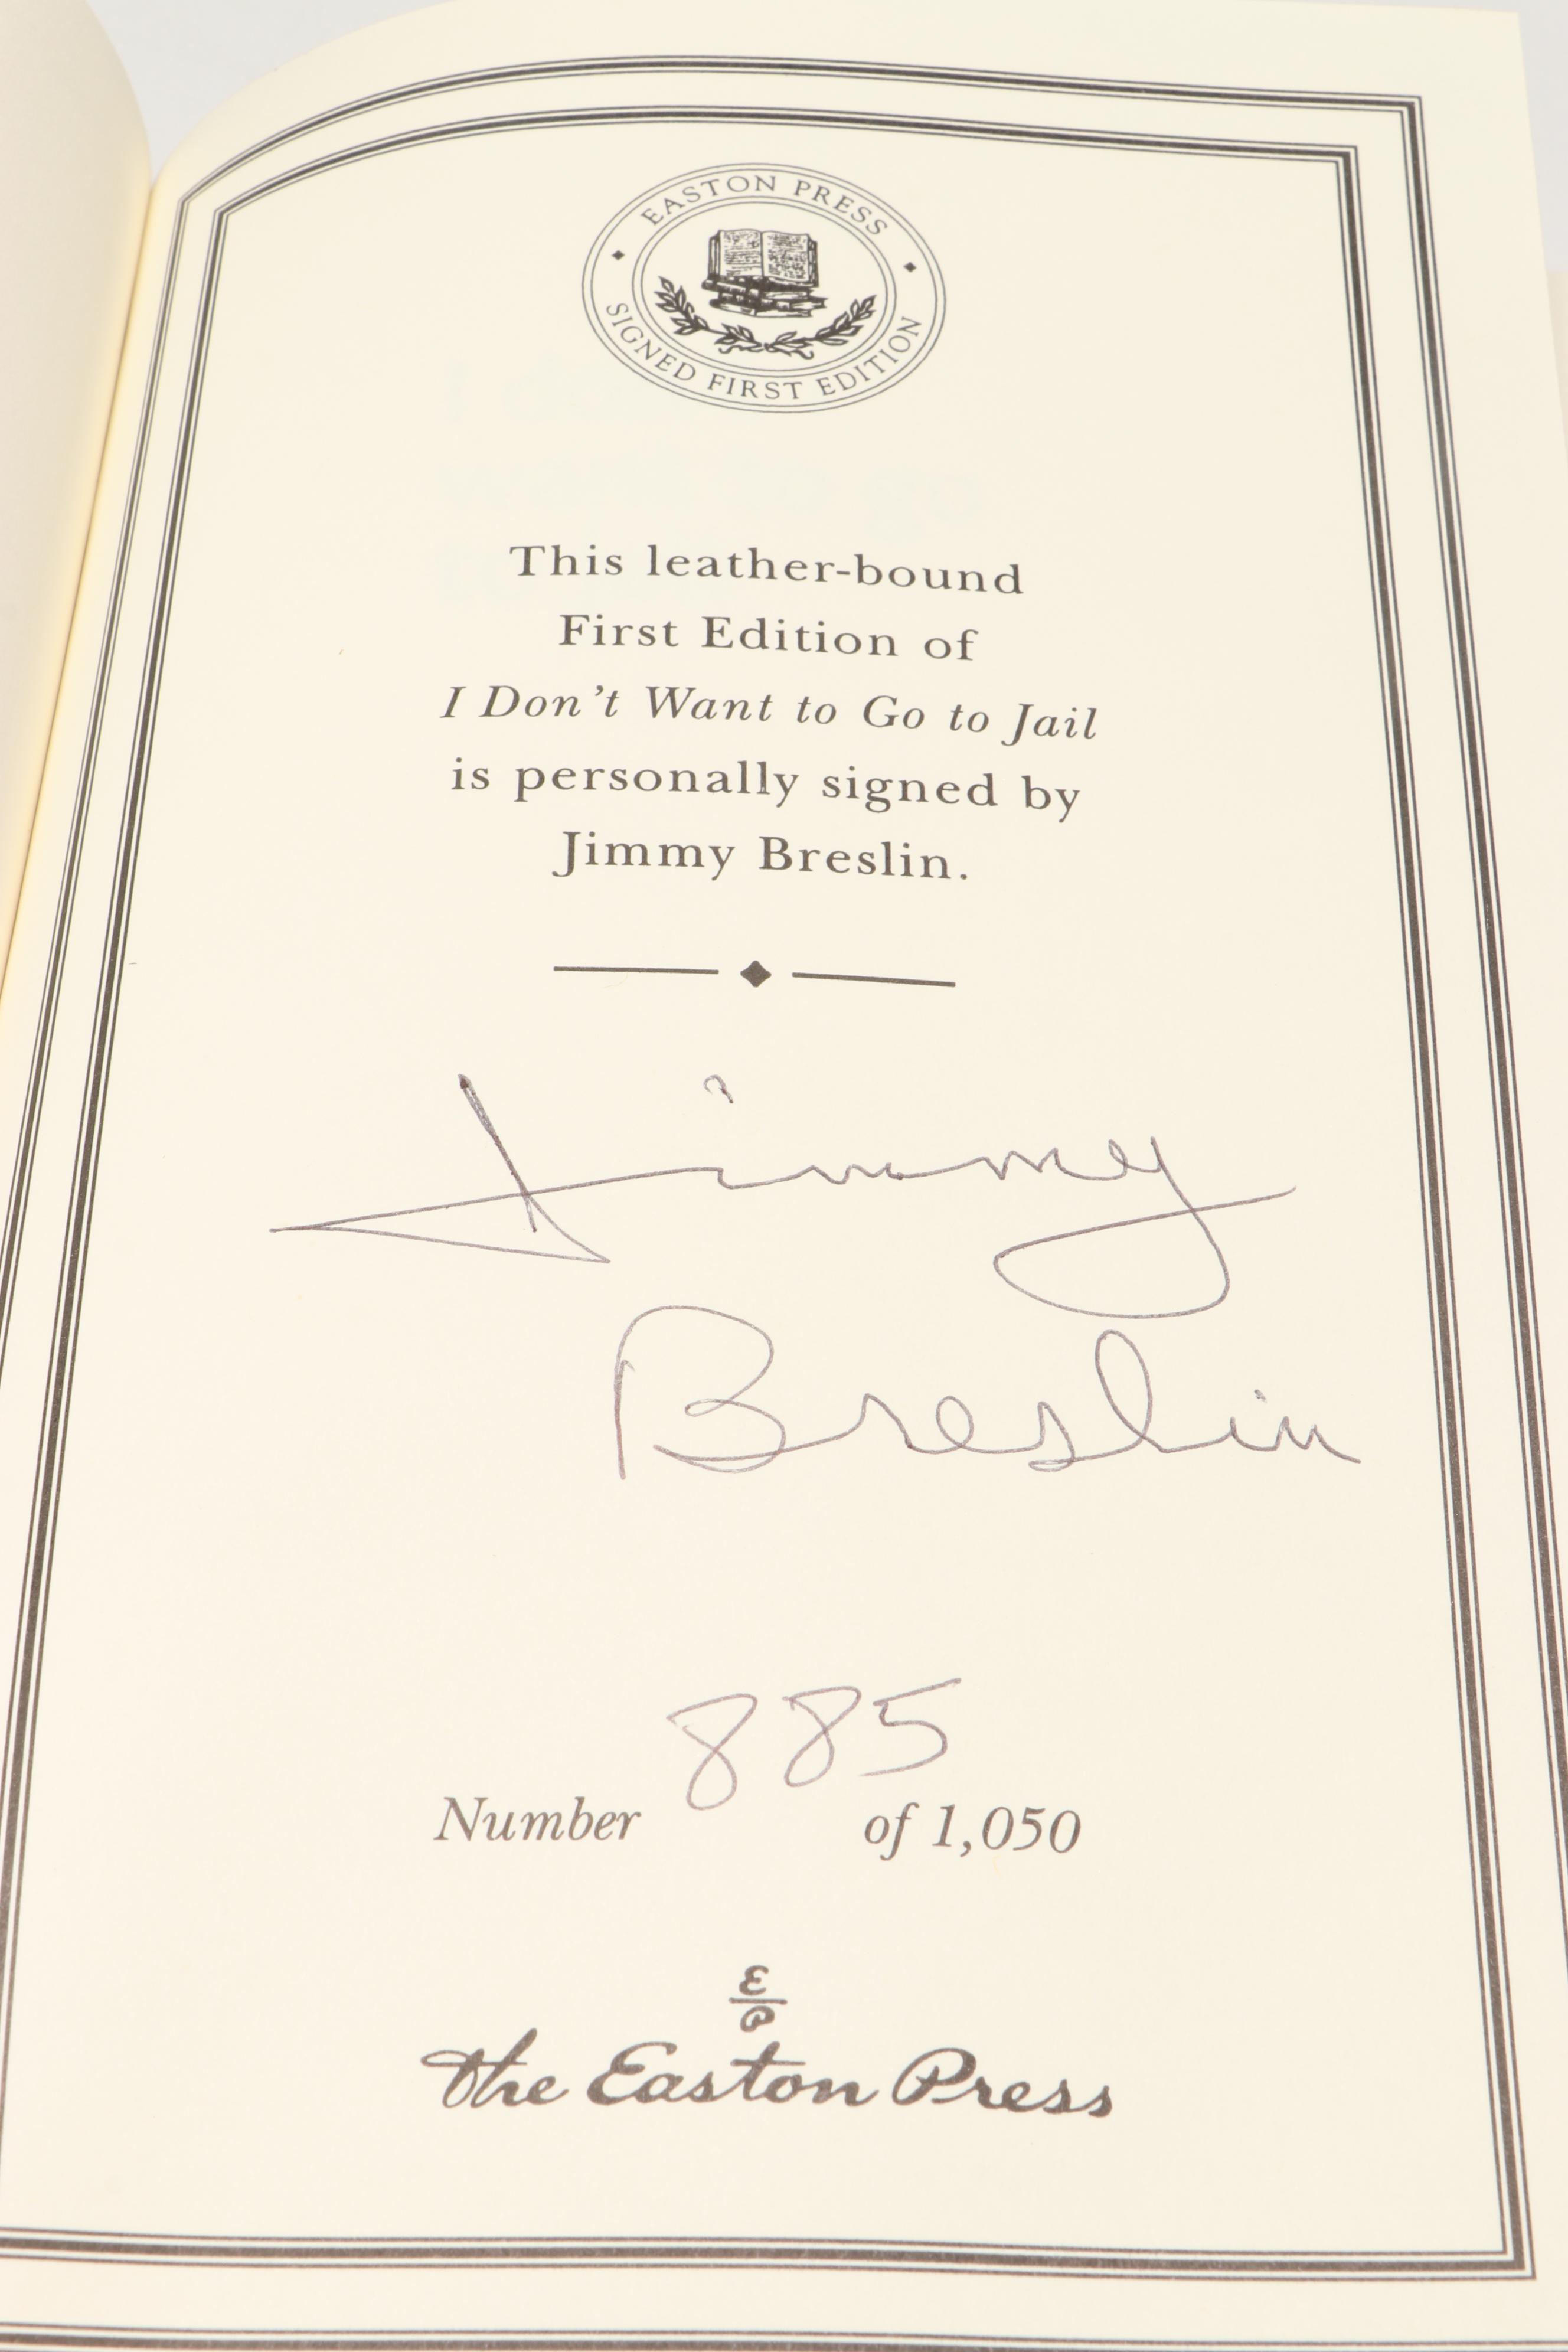 EASTON PRESS
SIGNED FIRST EDITION
This leather-bound
First Edition of
I Don't Want to Go to Jail
is personally signed by
Jimmy Breslin.
Jimmy
Breslin
885
Number of 1,050
EP
The Easton Press